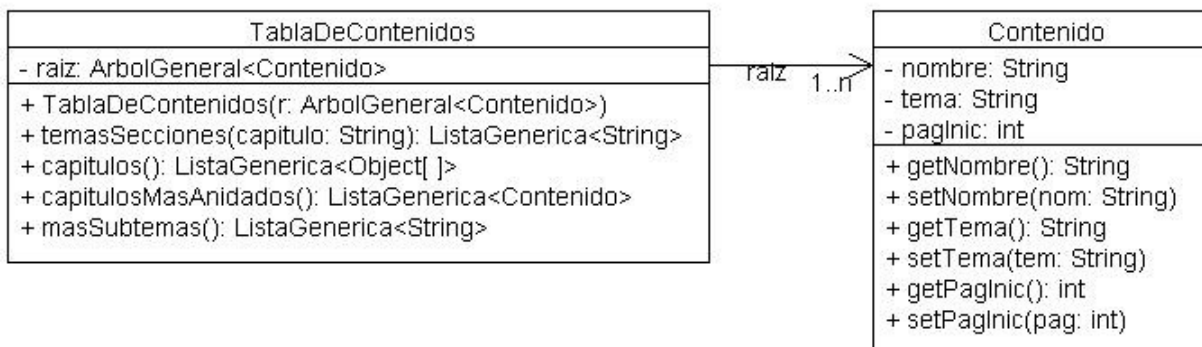 TablaDeContenidos
- raiz: ArbolGeneral<Contenido>
+ TablaDeContenidos(r: ArbolGeneral<Contenido>)
+ temasSecciones(capitulo: String): ListaGenerica<String>
+ capitulos(): ListaGenerica<Object[ ]>
+ capitulosMasAnidados(): ListaGenerica<Contenido>
+ masSubtemas(): ListaGenerica<String>
raiz
1..n
Contenido
- nombre: String
- tema: String
- pagInic: int
+ getNombre(): String
+ setNombre(nom: String)
+ getTema(): String
+ setTema(tem: String)
+ getPagInic(): int
+ setPagInic(pag: int)